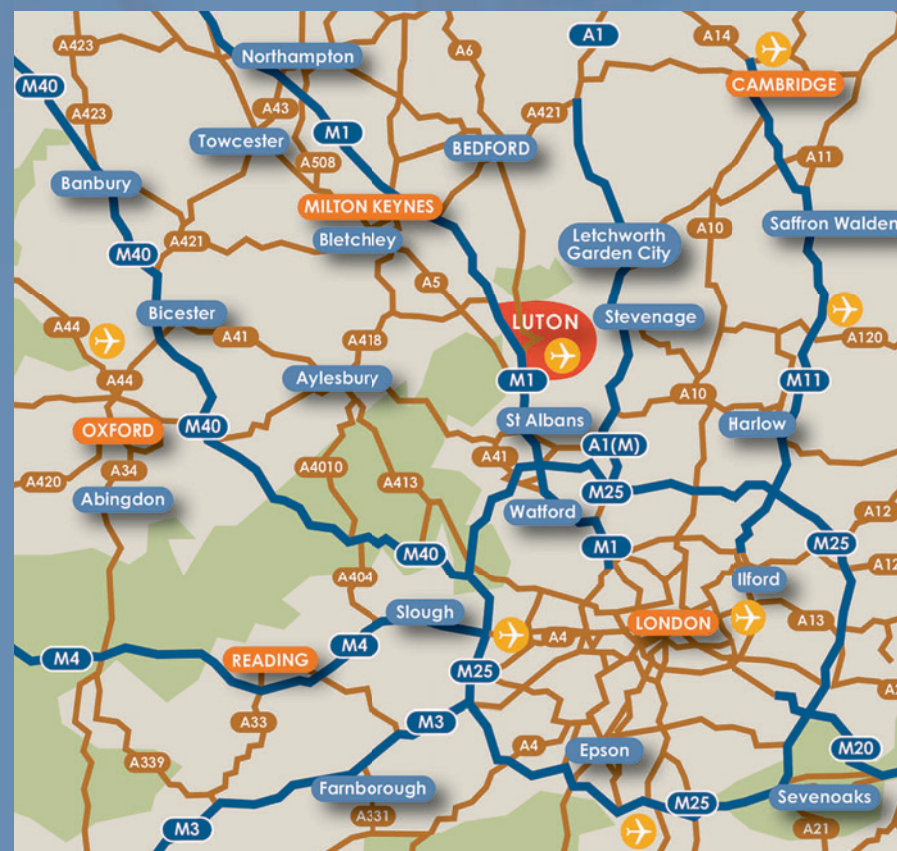 A423
Northampton
A6
A1
A14
M40
CAMBRIDGE
A423
A43
M1
A421
Towcester
BEDFORD
A508
A11
Banbury
MILTON KEYNES
Saffron Walden
A10
Bletchley
Letchworth
Garden City
M40
A421
A5
Bicester
LUTON
Stevenage
A44
A41
A418
A120
A44
Aylesbury
M1
M11
A10
OXFORD
M40
St Albans
Harlow
A1(M)
A34
A4010
A41
A420
A413
M25
Abingdon
Watford
A12
M40
M1
M25
A12
A404
Ilford
Slough
A4
LONDON
A13
M4
READING
M4
M25
A2
A33
M3
A4
Epson
M20
A339
Farnborough
M25
Sevenoaks
M3
A331
A21